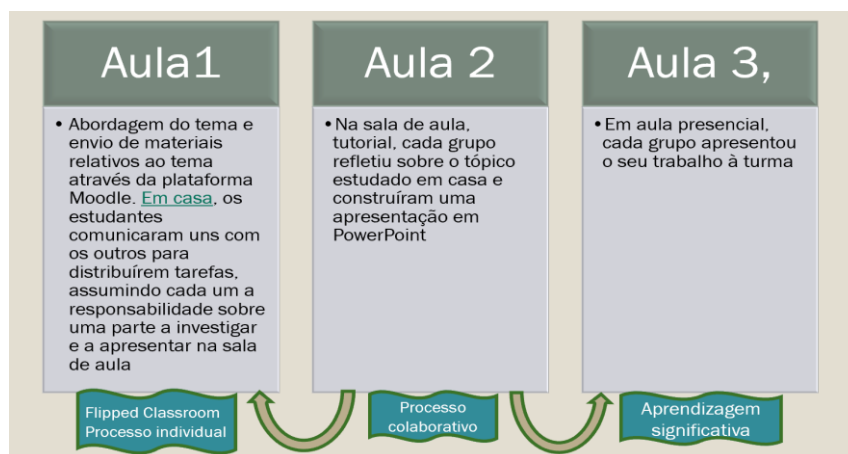 Aula1
• Abordagem do tema e
envio de materiais
relativos ao tema
através da plataforma
Moodle. Em casa, os
estudantes
comunicaram uns com
os outros para
distribuírem tarefas,
assumindo cada um a
responsabilidade sobre
uma parte a investigar
e a apresentar na sala
de aula
Flipped Classroom
Processo individual
Aula 2
• Na sala de aula,
tutorial, cada grupo
refletiu sobre o tópico
estudado em casa e
construíram uma
apresentação em
PowerPoint
Processo
colaborativo
Aula 3,
• Em aula presencial,
cada grupo apresentou
o seu trabalho à turma
Aprendizagem
significativa